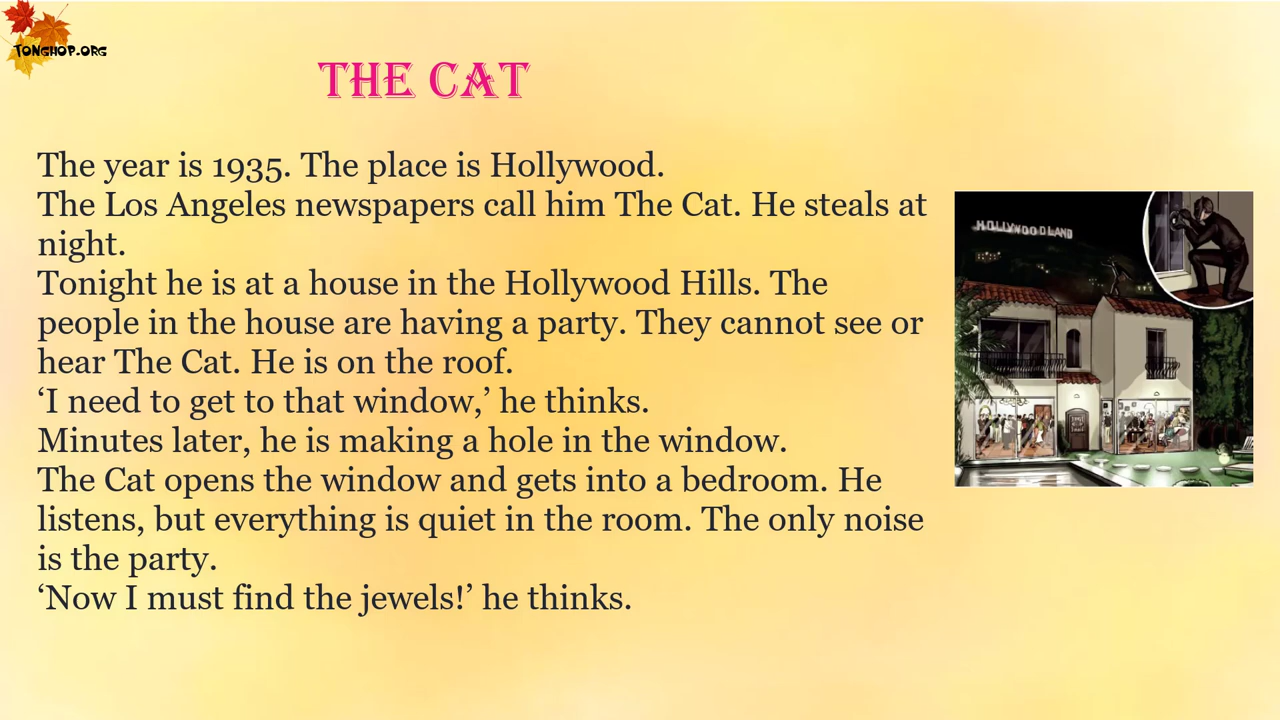 TONGHOP.ORG
THE CAT
The year is 1935. The place is Hollywood.
The Los Angeles newspapers call him The Cat. He steals at
night.
Tonight he is at a house in the Hollywood Hills. The
people in the house are having a party. They cannot see or
hear The Cat. He is on the roof.
‘I need to get to that window,’ he thinks.
Minutes later, he is making a hole in the window.
The Cat opens the window and gets into a bedroom. He
listens, but everything is quiet in the room. The only noise
is the party.
‘Now I must find the jewels!’ he thinks.
HOLLYWOODLAND